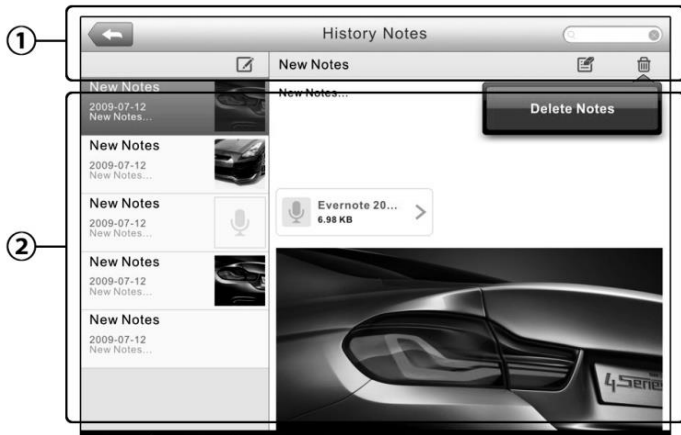 1
History Notes
New Notes
New Notes
2009-07-12
New Notes...
New Notes...
Delete Notes
New Notes
2009-07-12
New Notes...
New Notes
2009-07-12
New Notes...
Evernote 20...
6.98 KB
2
New Notes
2009-07-12
New Notes...
New Notes
2009-07-12
New Notes...
4Series